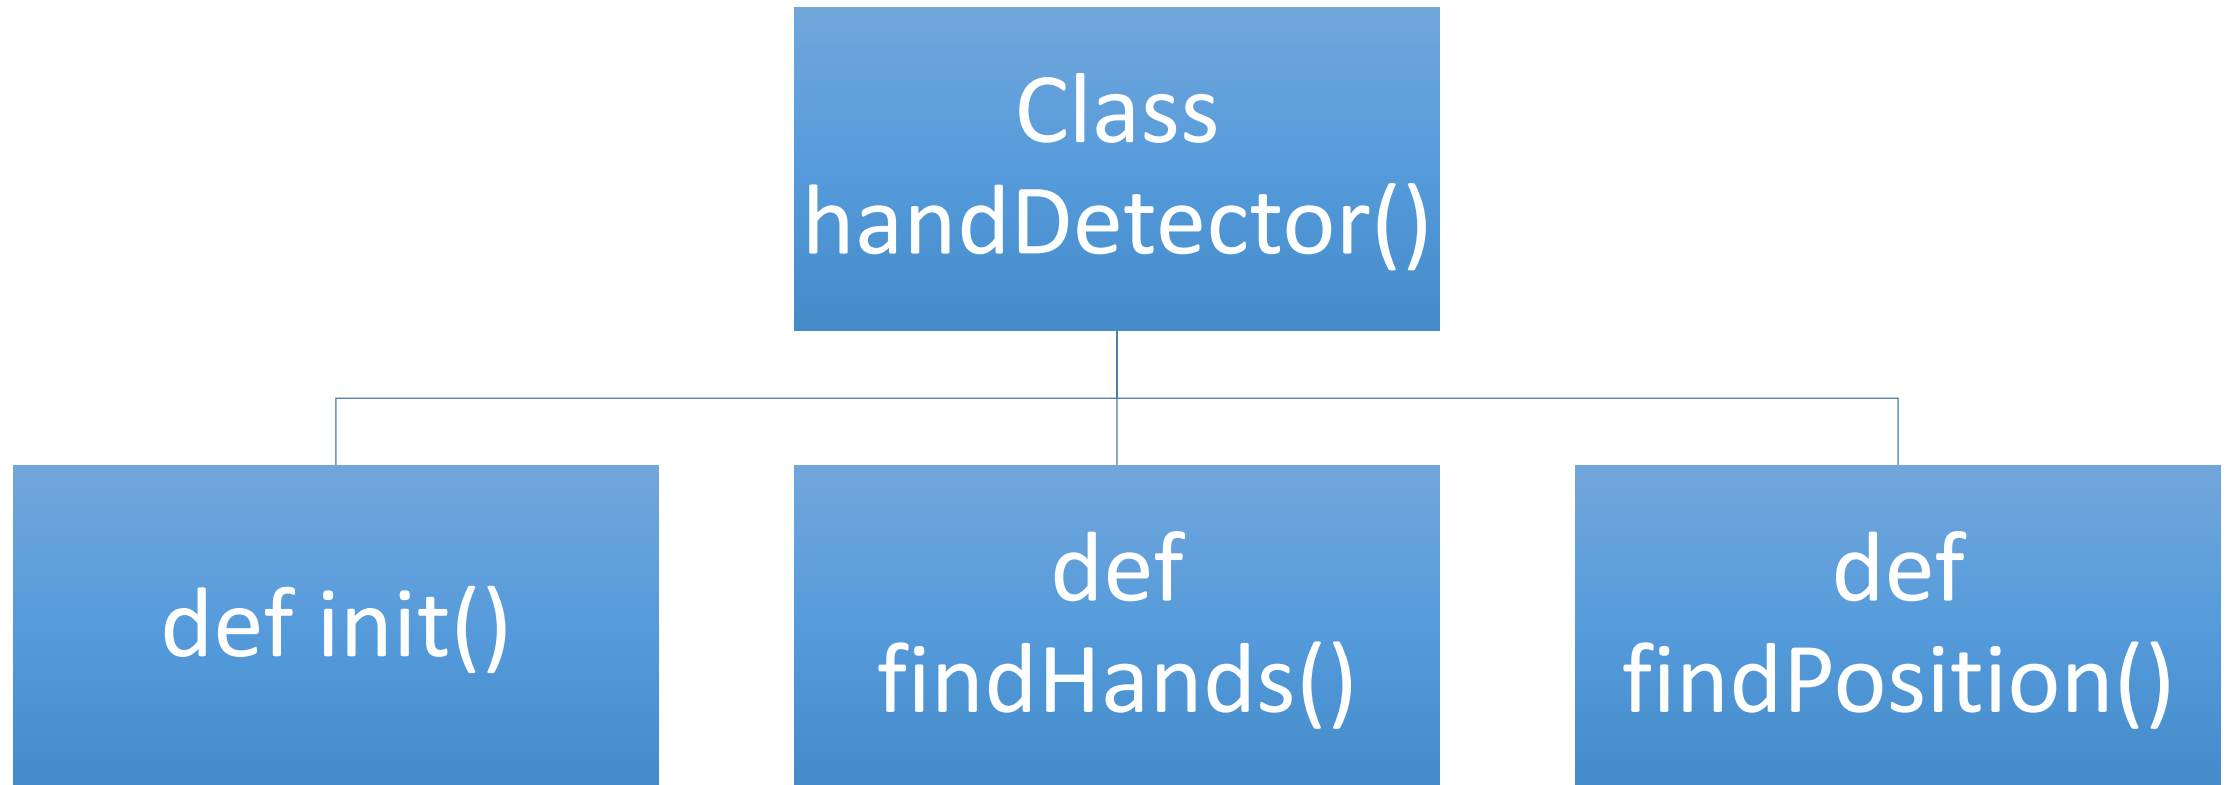 Class
handDetector()
def init()
def
findHands()
def
findPosition()